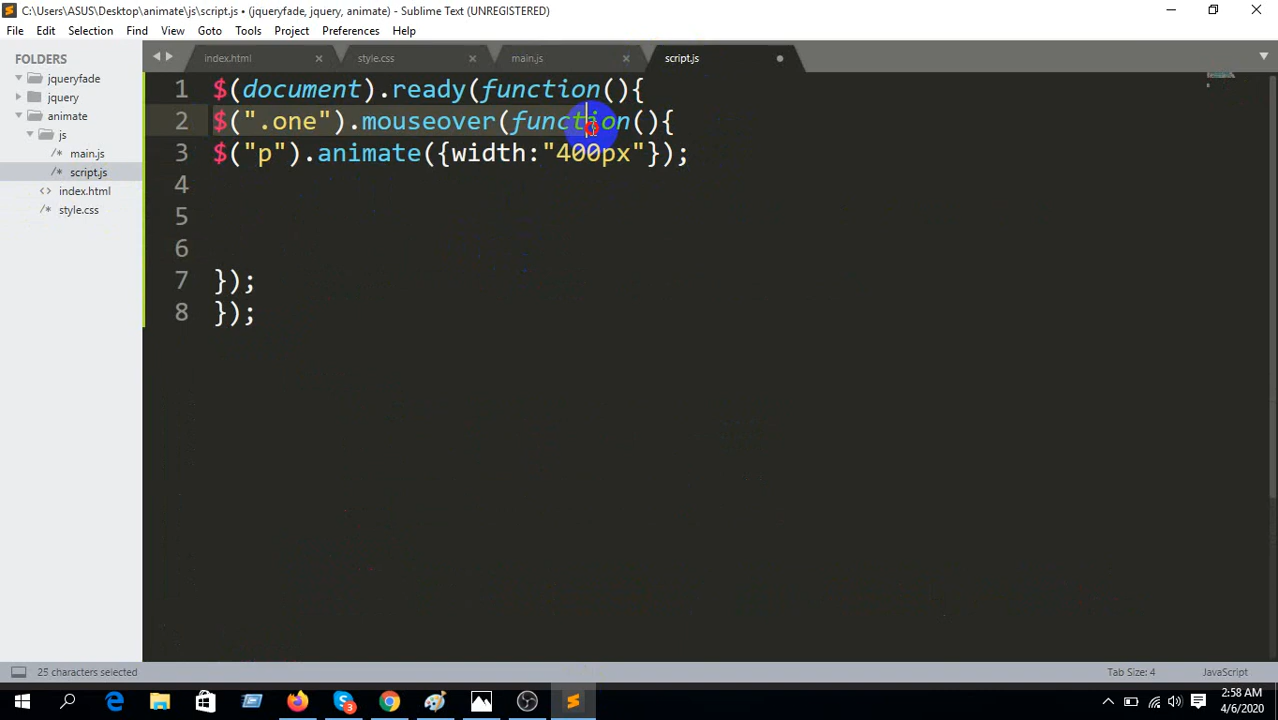 C:\Users\ASUS\Desktop\animate\js\script.js • (jqueryfade, jquery, animate) - Sublime Text (UNREGISTERED)
File Edit Selection Find View Goto Tools Project Preferences Help
FOLDERS
jqueryfade
jquery
animate
js
/* main.js
/* script.js
<> index.html
/* style.css
index.html
style.css
main.js
script.js
1 $(document).ready(function(){
2 $(".one").mouseover(function(){
3 $("p").animate({width:"400px"});
4
5
6
7 });
8 });
25 characters selected
Tab Size: 4
JavaScript
3
2:58 AM
4/6/2020